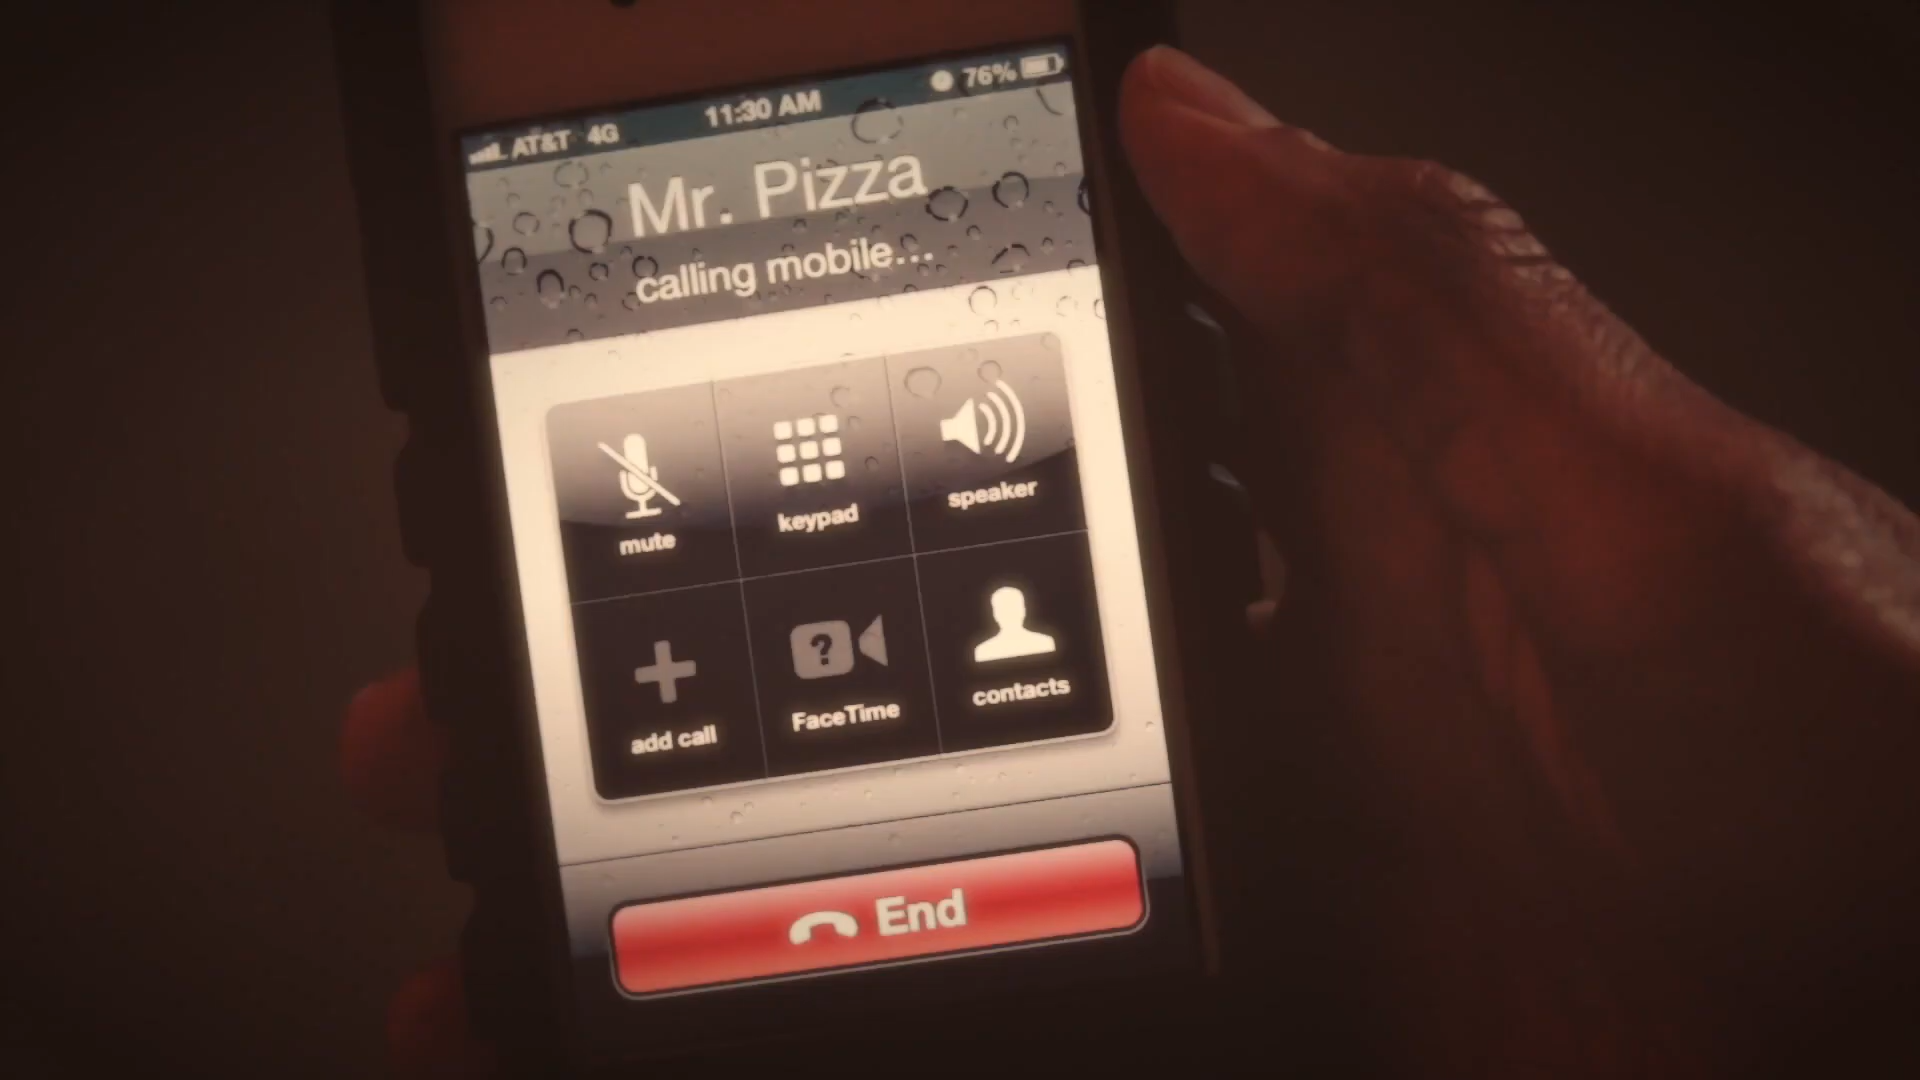 AT&T 4G 11:30 AM 76%
Mr. Pizza
calling mobile...
mute keypad speaker
add call FaceTime contacts
End